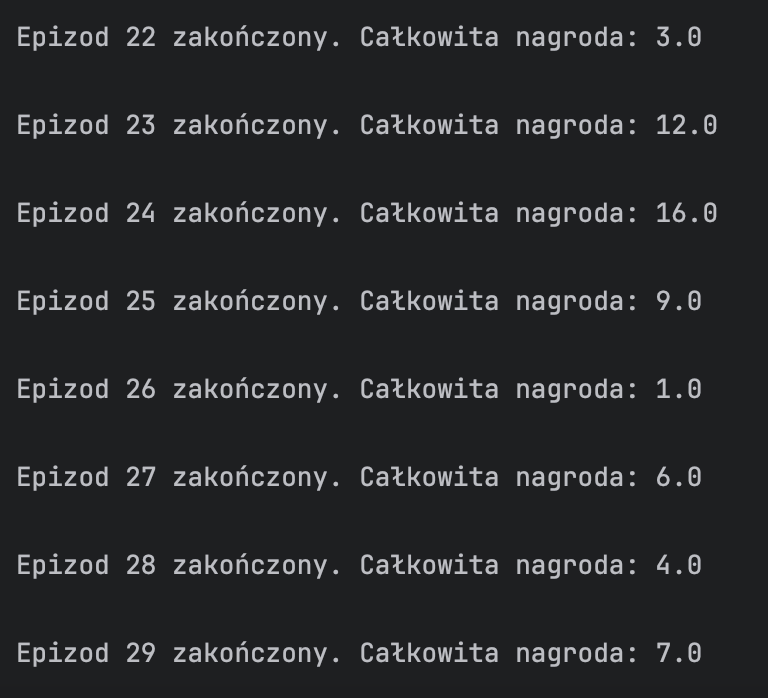 Epizod 22 zakończony. Całkowita nagroda: 3.0
Epizod 23 zakończony. Całkowita nagroda: 12.0
Epizod 24 zakończony. Całkowita nagroda: 16.0
Epizod 25 zakończony. Całkowita nagroda: 9.0
Epizod 26 zakończony. Całkowita nagroda: 1.0
Epizod 27 zakończony. Całkowita nagroda: 6.0
Epizod 28 zakończony. Całkowita nagroda: 4.0
Epizod 29 zakończony. Całkowita nagroda: 7.0